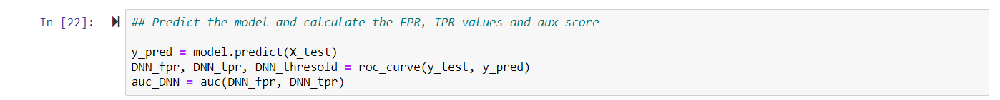 In [22]:
## Predict the model and calculate the FPR, TPR values and aux score
y_pred = model.predict(X_test)
DNN_fpr, DNN_tpr, DNN_thresold = roc_curve(y_test, y_pred)
auc_DNN = auc(DNN_fpr, DNN_tpr)